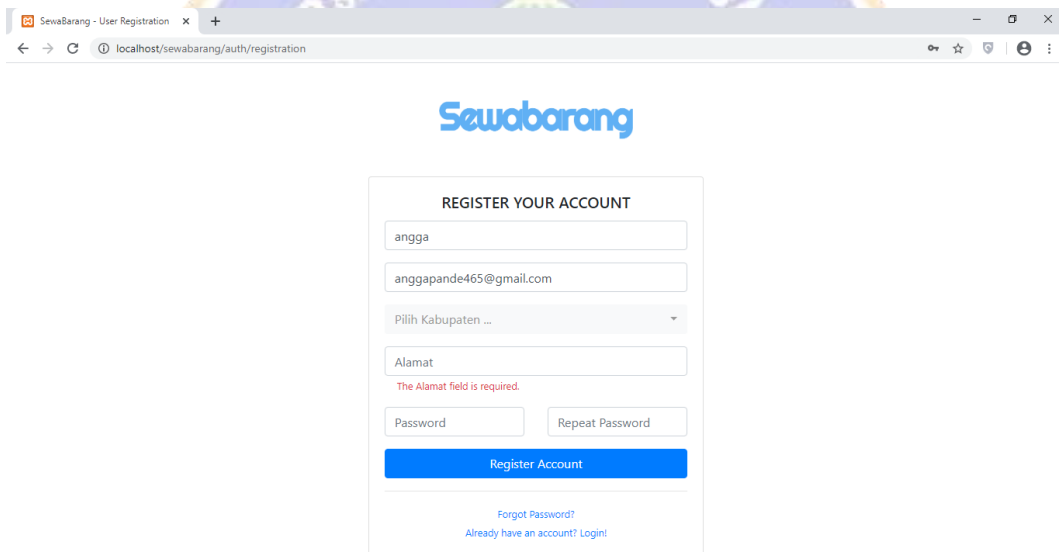 SewaBarang - User Registration
localhost/sewabarang/auth/registration
Sewabarang
REGISTER YOUR ACCOUNT
angga
anggapande465@gmail.com
Pilih Kabupaten ...
Alamat
The Alamat field is required.
Password Repeat Password
Register Account
Forgot Password?
Already have an account? Login!